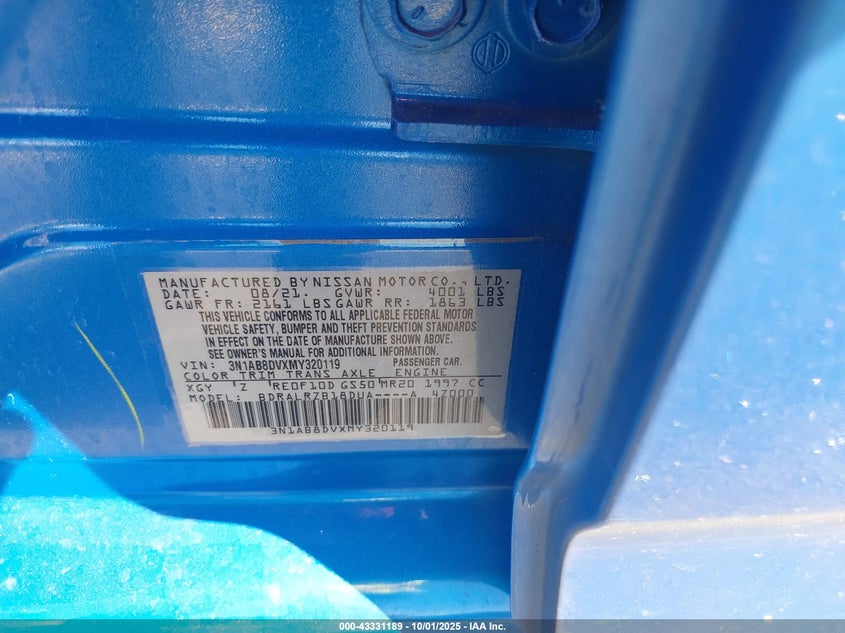 MANUFACTURED BY NISSAN MOTOR CO., LTD.
DATE: 08/21. GVWR: 4001 LBS
GAWR FR: 2161 LBS GAWR RR: 1863 LBS
THIS VEHICLE CONFORMS TO ALL APPLICABLE FEDERAL MOTOR
VEHICLE SAFETY, BUMPER AND THEFT PREVENTION STANDARDS
IN EFFECT ON THE DATE OF MANUFACTURE SHOWN ABOVE.
SEE OWNER'S MANUAL FOR ADDITIONAL INFORMATION.
VIN: 3N1AB8DVXMY320119 PASSENGER CAR.
COLOR TRIM TRANS AXLE ENGINE
XGY 'Z 'RE0F10D GS50 MR20 1997 CC
MODEL: BDRALRZB18DUA----A 4Z000
3N1AB8DVXMY320119
000-43331189 - 10/01/2025 - IAA Inc.